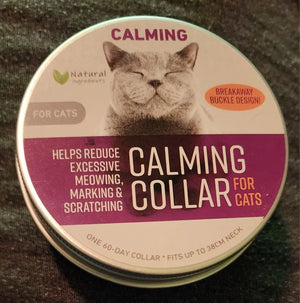 CALMING
Natural
ingredients
BREAKAWAY
BUCKLE DESIGN!
FOR CATS
HELPS REDUCE
EXCESSIVE
MEOWING,
MARKING &
SCRATCHING
CALMING
COLLAR
FOR
CATS
ONE 60-DAY COLLAR * FITS UP TO 38CM NECK